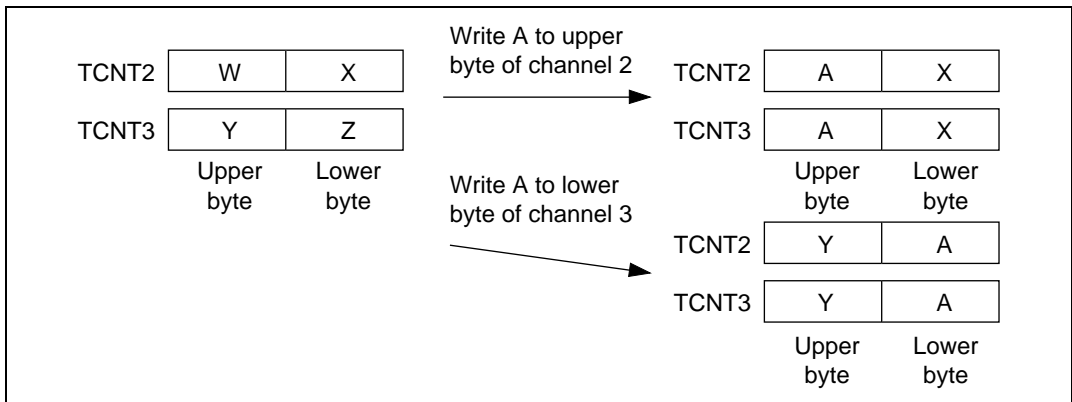 TCNT2 W X
TCNT3 Y Z
Upper byte
Lower byte
Write A to upper
byte of channel 2
TCNT2 A X
TCNT3 A X
Upper byte
Lower byte
Write A to lower
byte of channel 3
TCNT2 Y A
TCNT3 Y A
Upper byte
Lower byte